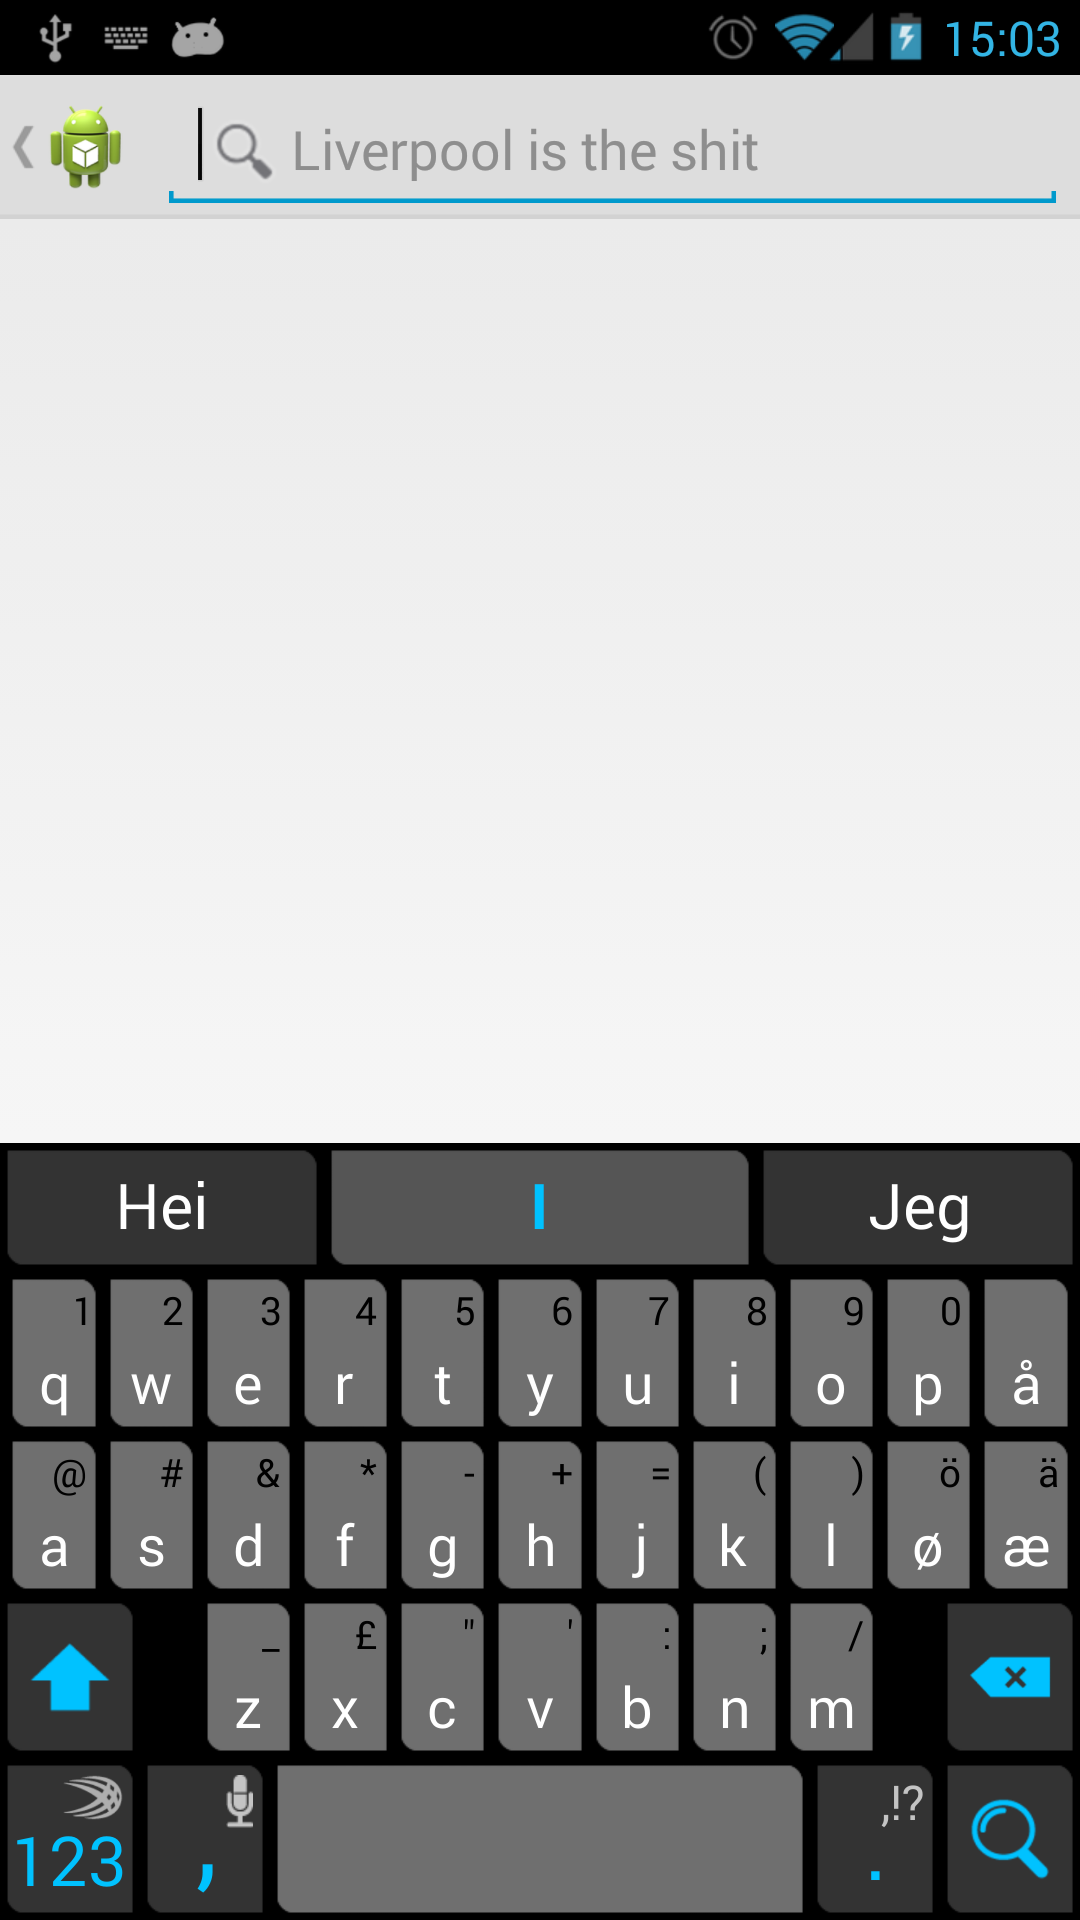 15:03
Liverpool is the shit
Hei I Jeg
1 2 3 4 5 6 7 8 9 0
q w e r t y u i o p å
@ # & * - + = ( ) ö ä
a s d f g h j k l ø æ
_ £ " ' : ; /
z x c v b n m
,!?
123 , .